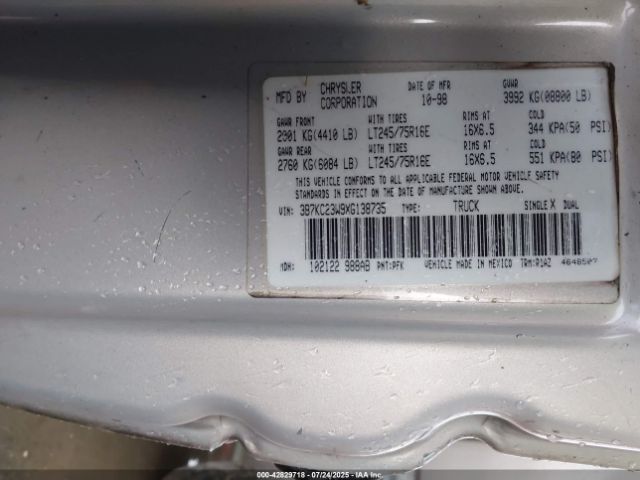 MFD BY CHRYSLER CORPORATION DATE OF MFR 10-98 GVWR 3992 KG(08800 LB)
GAWR FRONT WITH TIRES RIMS AT COLD
2001 KG(4410 LB) LT245/75R16E 16X6.5 344 KPA(50 PSI)
GAWR REAR WITH TIRES RIMS AT COLD
2760 KG(6084 LB) LT245/75R16E 16X6.5 551 KPA(80 PSI)
THIS VEHICLE CONFORMS TO ALL APPLICABLE FEDERAL MOTOR VEHICLE SAFETY
STANDARDS IN EFFECT ON THE DATE OF MANUFACTURE SHOWN ABOVE.
VIN: 3B7KC23W9XG138735 TYPE: TRUCK SINGLE X DUAL
MDH: 102122 988AB PNT:PFK VEHICLE MADE IN MEXICO TRM:R1AZ 4648507
000-42829718 - 07/24/2025 - IAAI.com